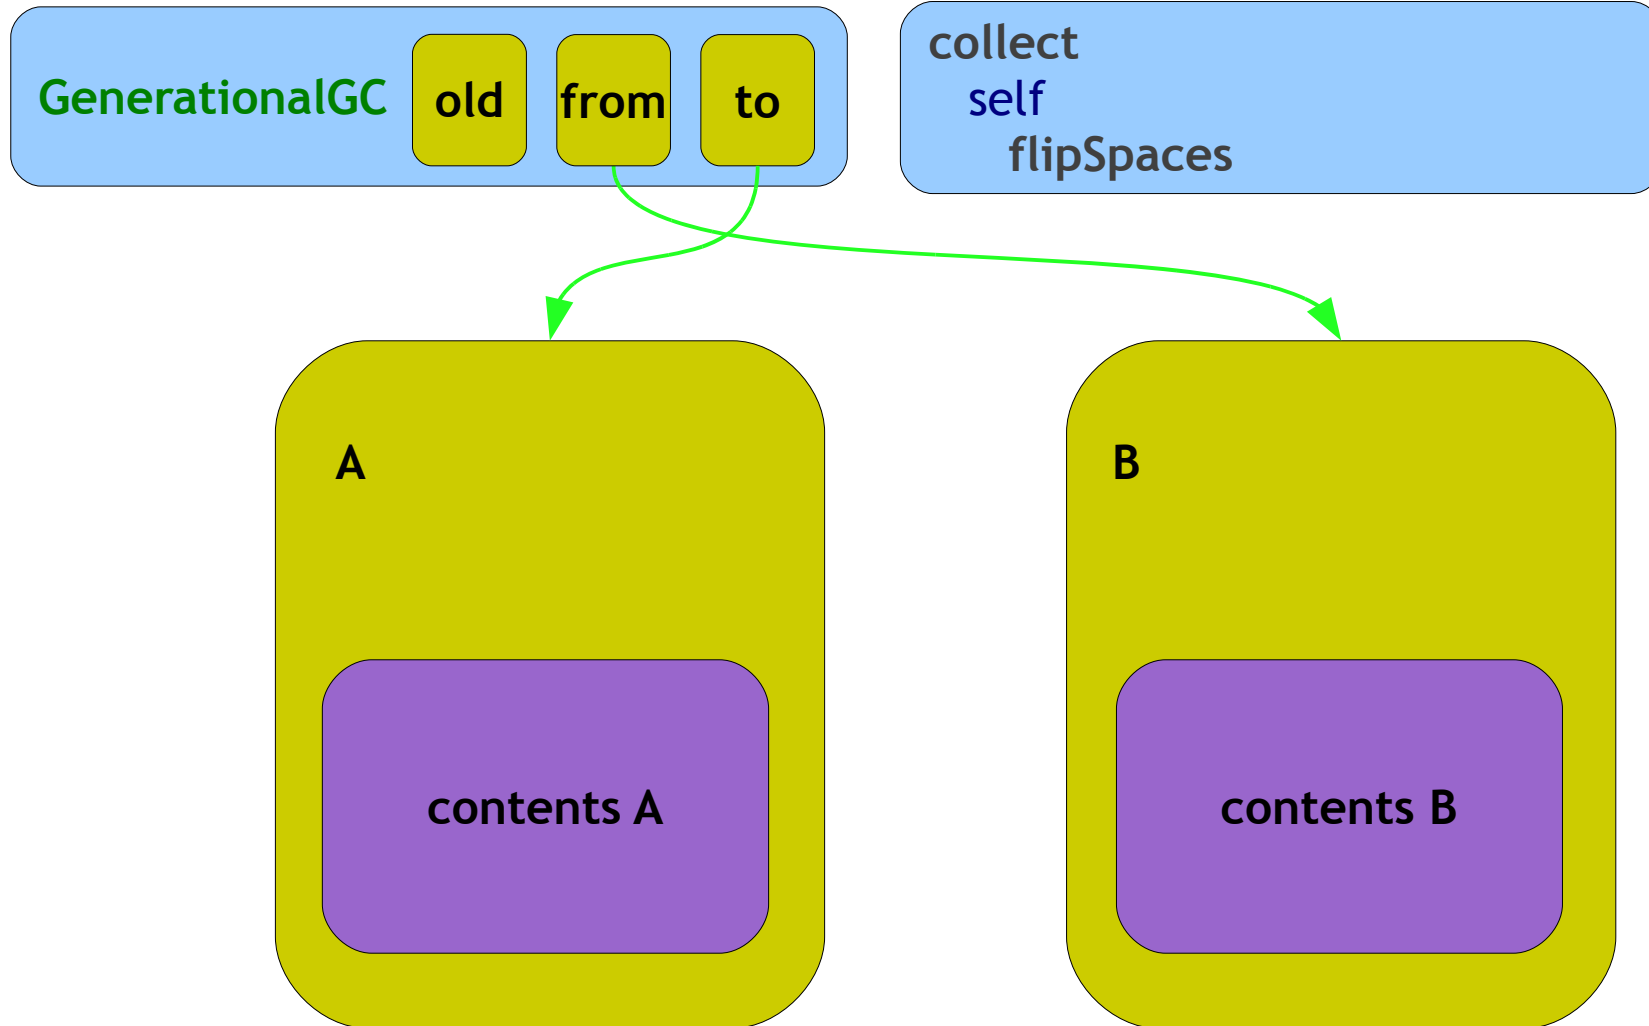 GenerationalGC old from to
collect
self
flipSpaces
A
B
contents A
contents B